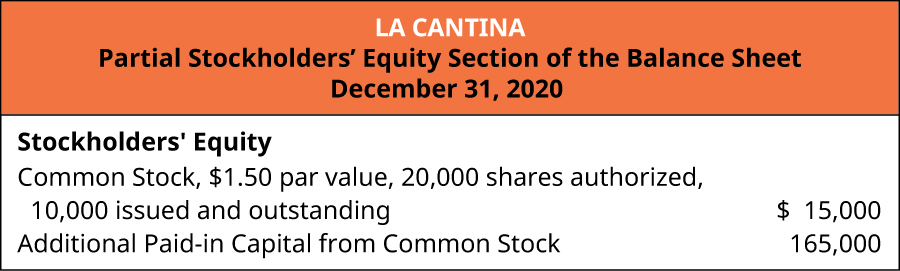 LA CANTINA
Partial Stockholders’ Equity Section of the Balance Sheet
December 31, 2020
Stockholders' Equity
Common Stock, $1.50 par value, 20,000 shares authorized,
10,000 issued and outstanding $ 15,000
Additional Paid-in Capital from Common Stock 165,000